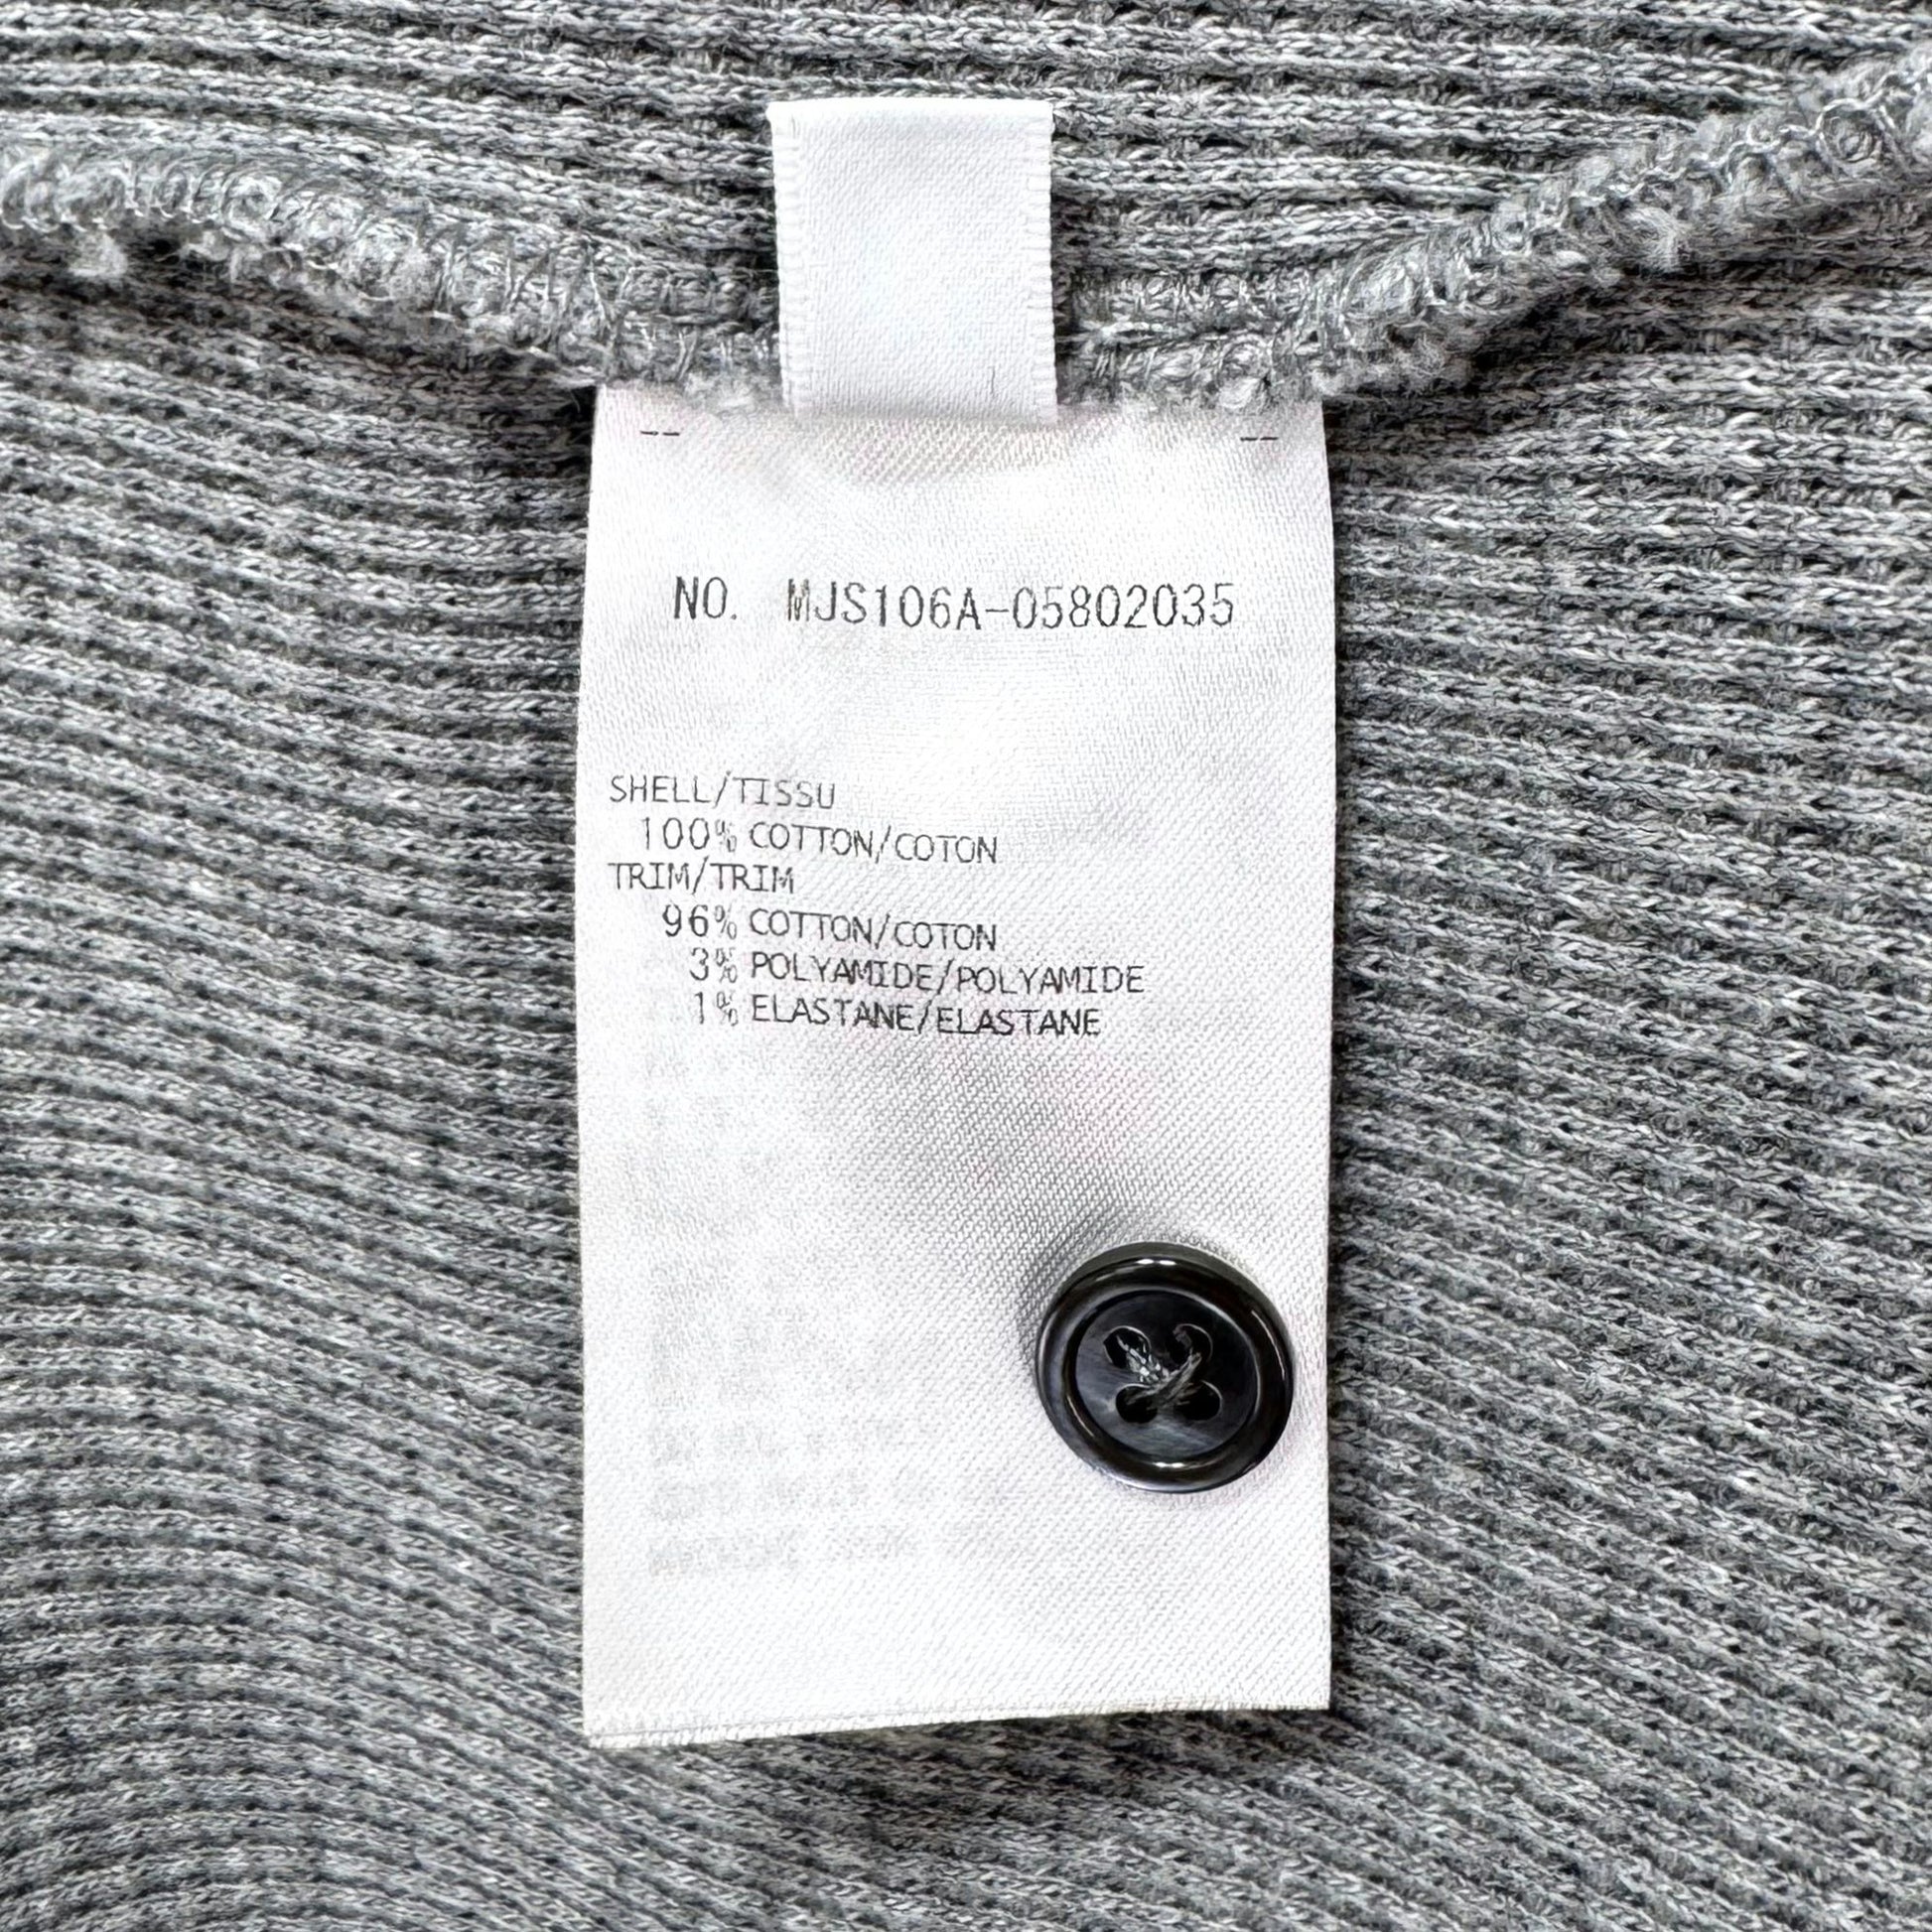 NO. MJS106A-05802035
SHELL/TISSU
100% COTTON/COTON
TRIM/TRIM
96% COTTON/COTON
3% POLYAMIDE/POLYAMIDE
1% ELASTANE/ELASTANE